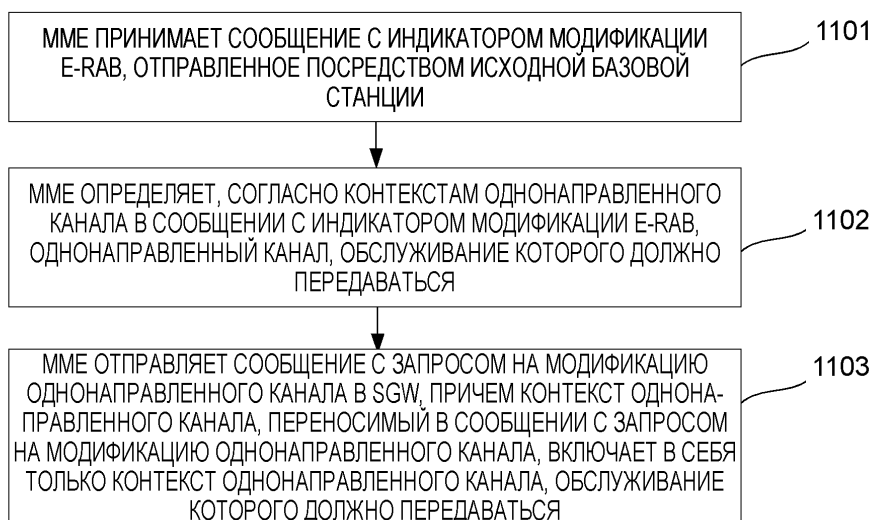 ММЕ ПРИНИМАЕТ СООБЩЕНИЕ С ИНДИКАТОРОМ МОДИФИКАЦИИ
E-RAB, ОТПРАВЛЕННОЕ ПОСРЕДСТВОМ ИСХОДНОЙ БАЗОВОЙ
СТАНЦИИ
1101
ММЕ ОПРЕДЕЛЯЕТ, СОГЛАСНО КОНТЕКСТАМ ОДНОНАПРАВЛЕННОГО
КАНАЛА В СООБЩЕНИИ С ИНДИКАТОРОМ МОДИФИКАЦИИ E-RAB,
ОДНОНАПРАВЛЕННЫЙ КАНАЛ, ОБСЛУЖИВАНИЕ КОТОРОГО ДОЛЖНО
ПЕРЕДАВАТЬСЯ
1102
ММЕ ОТПРАВЛЯЕТ СООБЩЕНИЕ С ЗАПРОСОМ НА МОДИФИКАЦИЮ
ОДНОНАПРАВЛЕННОГО КАНАЛА В SGW, ПРИЧЕМ КОНТЕКСТ ОДНОНА-
ПРАВЛЕННОГО КАНАЛА, ПЕРЕНОСИМЫЙ В СООБЩЕНИИ С ЗАПРОСОМ
НА МОДИФИКАЦИЮ ОДНОНАПРАВЛЕННОГО КАНАЛА, ВКЛЮЧАЕТ В СЕБЯ
ТОЛЬКО КОНТЕКСТ ОДНОНАПРАВЛЕННОГО КАНАЛА, ОБСЛУЖИВАНИЕ
КОТОРОГО ДОЛЖНО ПЕРЕДАВАТЬСЯ
1103